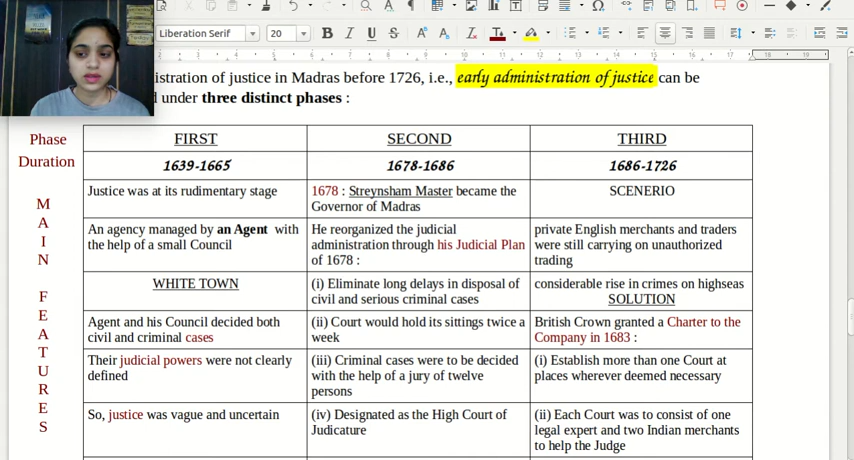 Liberation Serif
20
istration of justice in Madras before 1726, i.e., early administration of justice can be
under three distinct phases :
Phase
FIRST
SECOND
THIRD
Duration
1639-1665
1678-1686
1686-1726
MAIN FEATURES
Justice was at its rudimentary stage
1678 : Streynsham Master became the
Governor of Madras
SCENERIO
An agency managed by an Agent with
the help of a small Council
He reorganized the judicial
administration through his Judicial Plan
of 1678 :
private English merchants and traders
were still carrying on unauthorized
trading
WHITE TOWN
(i) Eliminate long delays in disposal of
civil and serious criminal cases
considerable rise in crimes on highseas
SOLUTION
Agent and his Council decided both
civil and criminal cases
(ii) Court would hold its sittings twice a
week
British Crown granted a Charter to the
Company in 1683 :
Their judicial powers were not clearly
defined
(iii) Criminal cases were to be decided
with the help of a jury of twelve
persons
(i) Establish more than one Court at
places wherever deemed necessary
So, justice was vague and uncertain
(iv) Designated as the High Court of
Judicature
(ii) Each Court was to consist of one
legal expert and two Indian merchants
to help the Judge